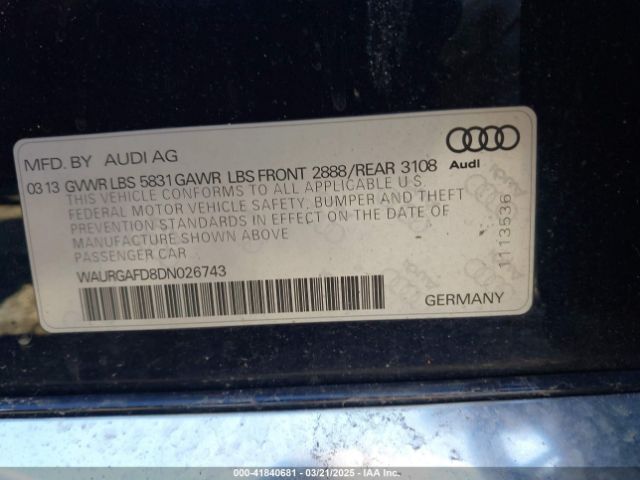 MFD. BY AUDI AG
Audi
03 13 GVWR LBS 5831 GAWR LBS FRONT 2888/REAR 3108
THIS VEHICLE CONFORMS TO ALL APPLICABLE U.S.
FEDERAL MOTOR VEHICLE SAFETY, BUMPER AND THEFT
PREVENTION STANDARDS IN EFFECT ON THE DATE OF
MANUFACTURE SHOWN ABOVE
PASSENGER CAR
WAURGAFD8DN026743
GERMANY
1113536
000-41840681 - 03/21/2025 - IAA Inc.